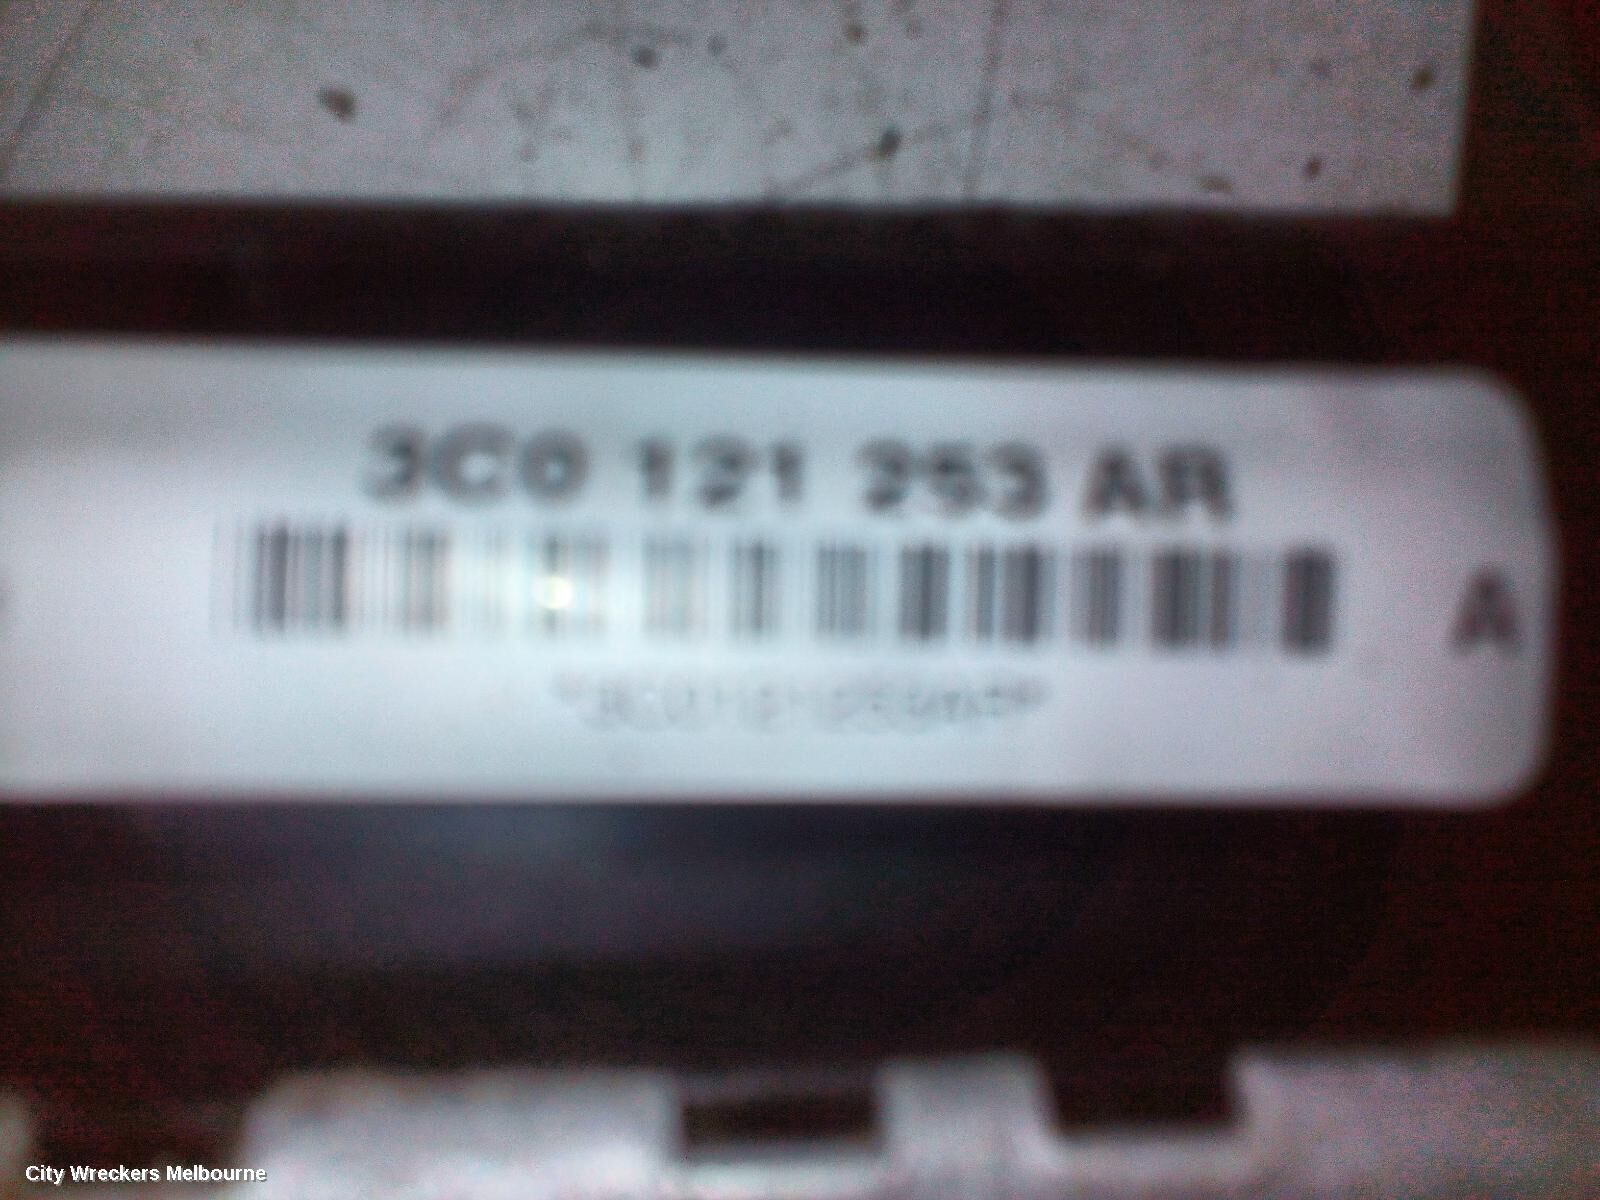 3C0 121 253 AR
A
City Wreckers Melbourne